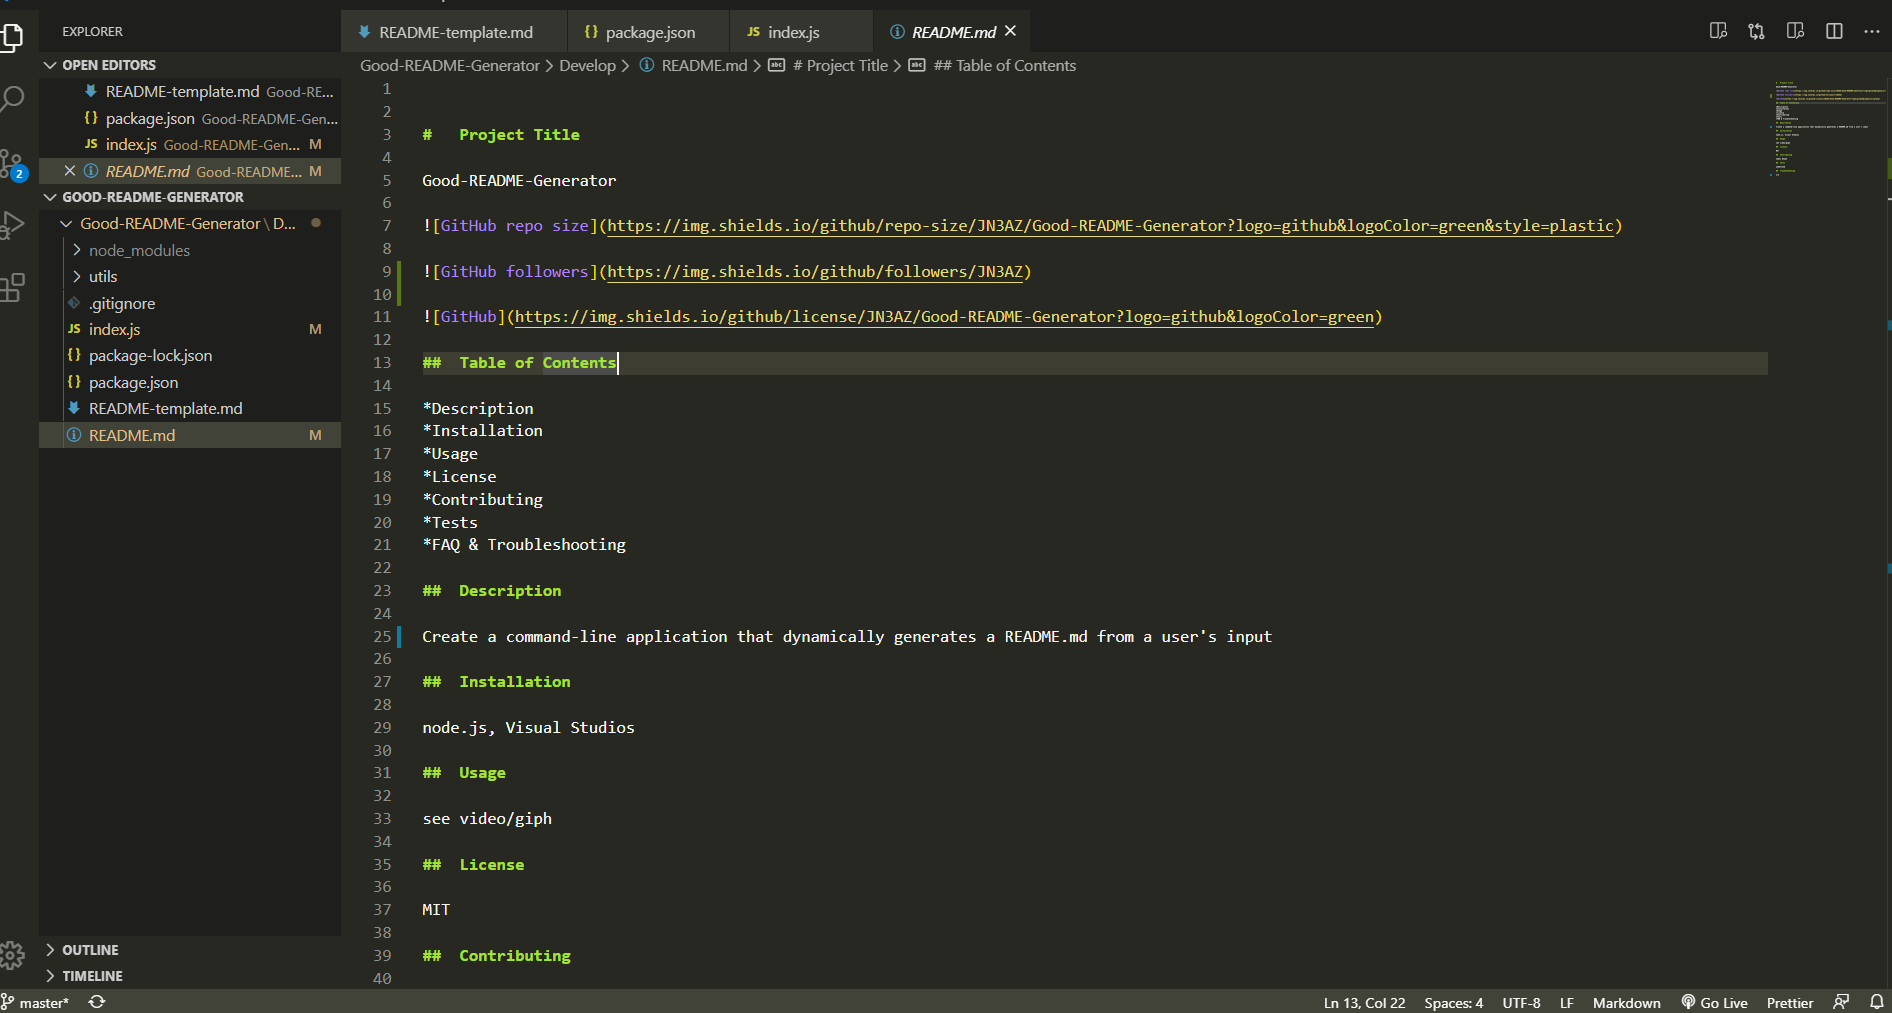 EXPLORER
OPEN EDITORS
README-template.md Good-RE...
{} package.json Good-README-Gen...
JS index.js Good-README-Gen... M
README.md Good-README... M
GOOD-README-GENERATOR
Good-README-Generator \ D...
node_modules
utils
.gitignore
JS index.js M
{} package-lock.json
{} package.json
README-template.md
README.md M
OUTLINE
TIMELINE
2
README-template.md {} package.json JS index.js README.md
Good-README-Generator > Develop > README.md > # Project Title > ## Table of Contents
1
2
3 # Project Title
4
5 Good-README-Generator
6
7 ![GitHub repo size](https://img.shields.io/github/repo-size/JN3AZ/Good-README-Generator?logo=github&logoColor=green&style=plastic)
8
9 ![GitHub followers](https://img.shields.io/github/followers/JN3AZ)
10
11 ![GitHub](https://img.shields.io/github/license/JN3AZ/Good-README-Generator?logo=github&logoColor=green)
12
13 ## Table of Contents
14
15 *Description
16 *Installation
17 *Usage
18 *License
19 *Contributing
20 *Tests
21 *FAQ & Troubleshooting
22
23 ## Description
24
25 Create a command-line application that dynamically generates a README.md from a user's input
26
27 ## Installation
28
29 node.js, Visual Studios
30
31 ## Usage
32
33 see video/giph
34
35 ## License
36
37 MIT
38
39 ## Contributing
40
master* Ln 13, Col 22 Spaces: 4 UTF-8 LF Markdown Go Live Prettier